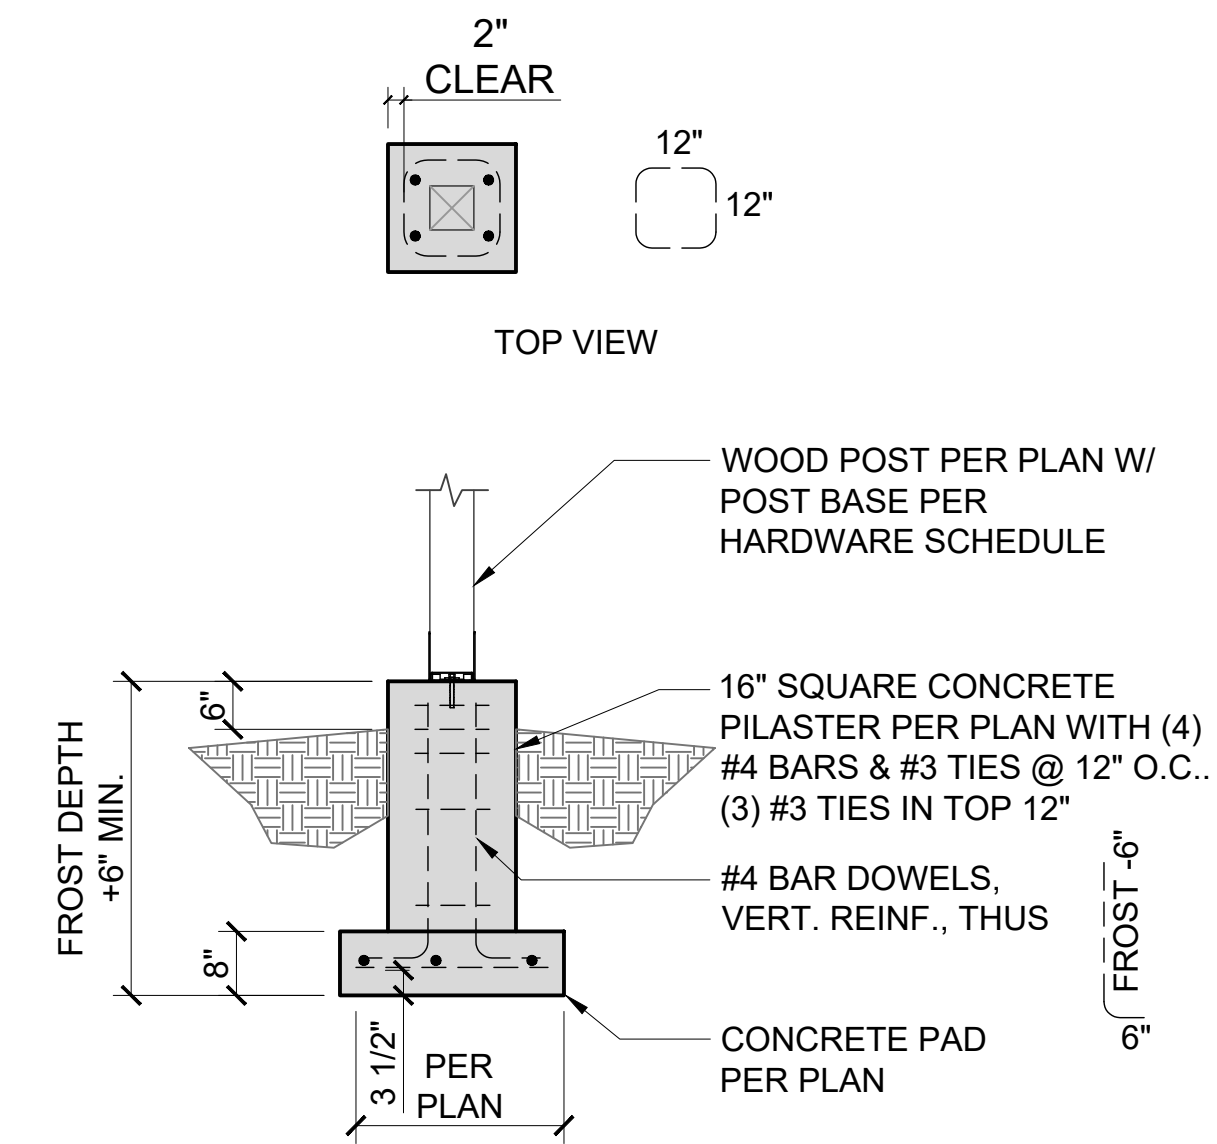 2"
CLEAR
12"
12"
TOP VIEW
WOOD POST PER PLAN W/
POST BASE PER
HARDWARE SCHEDULE
6"
16" SQUARE CONCRETE
PILASTER PER PLAN WITH (4)
#4 BARS & #3 TIES @ 12" O.C..
(3) #3 TIES IN TOP 12"
FROST DEPTH
+6" MIN.
#4 BAR DOWELS,
VERT. REINF., THUS
FROST -6"
6"
8"
3 1/2"
PER
PLAN
CONCRETE PAD
PER PLAN